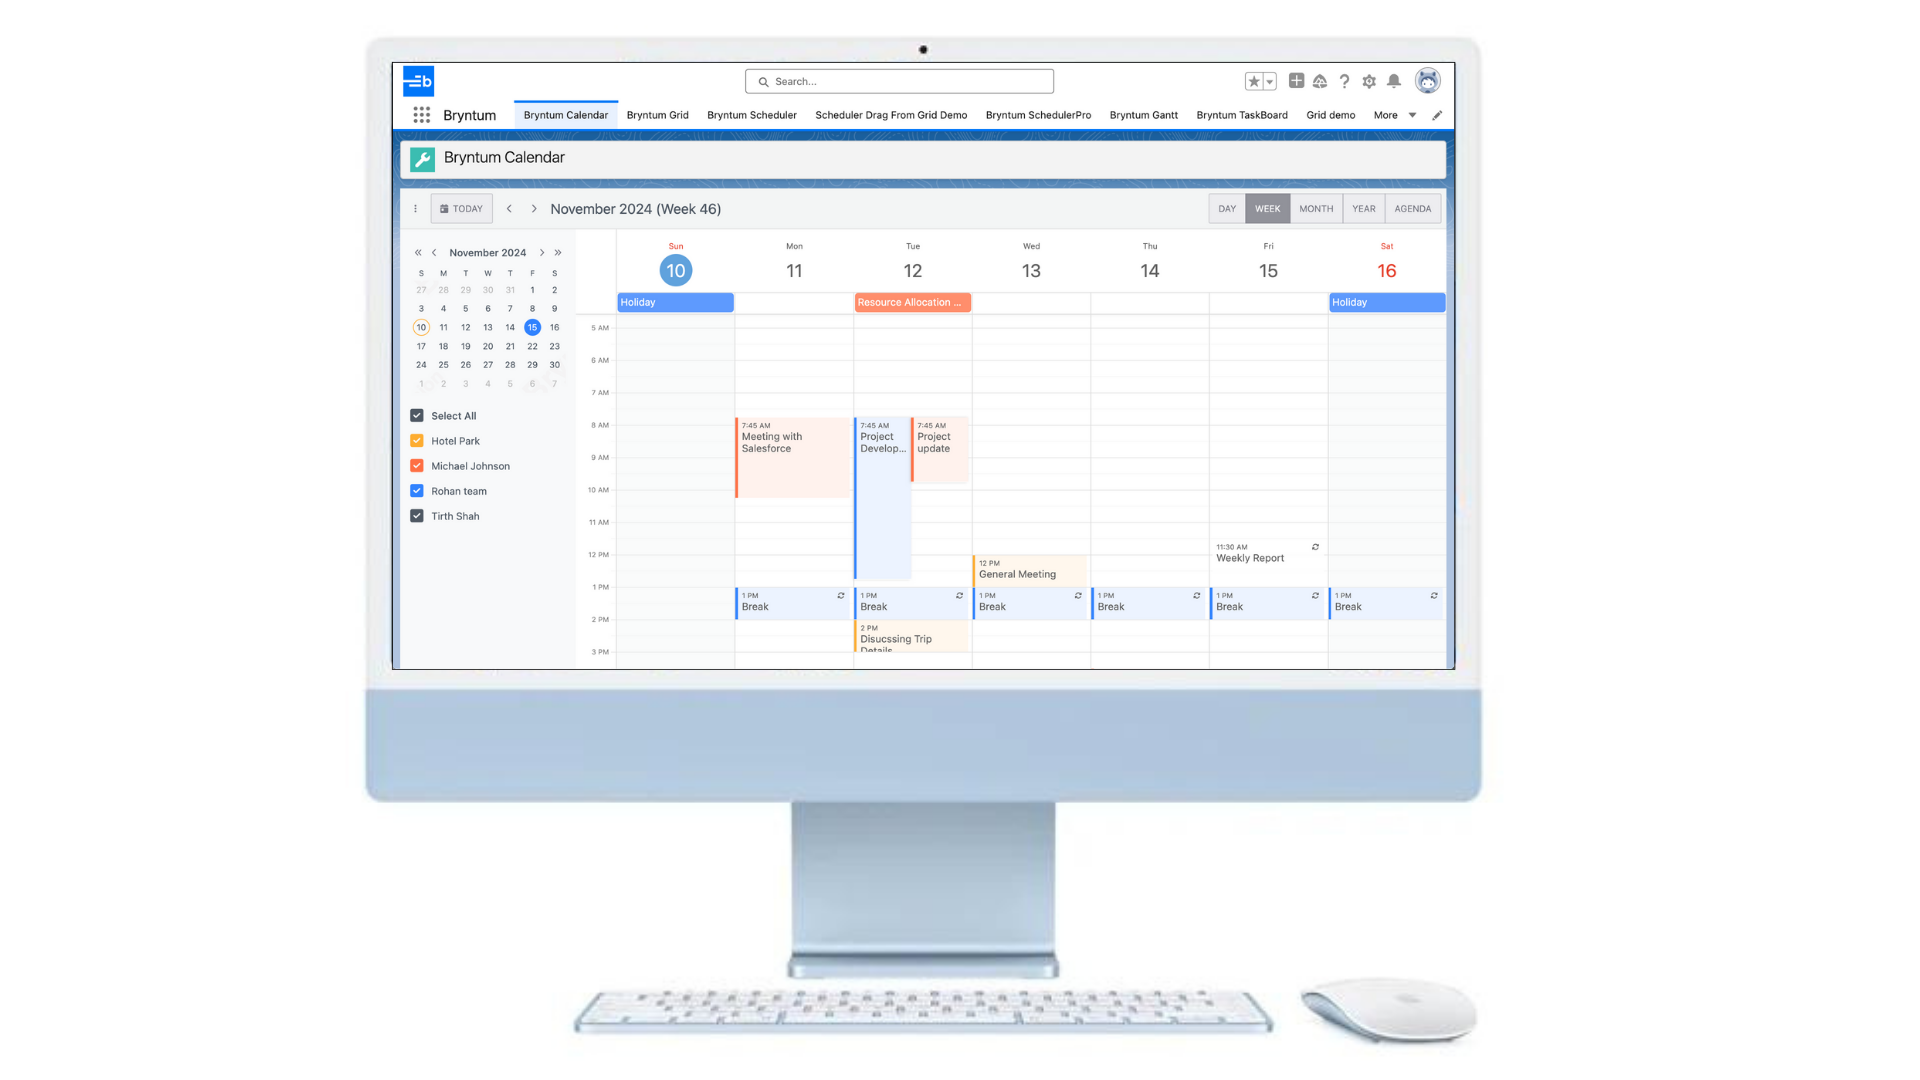 b
Search...
Bryntum
Bryntum Calendar
Bryntum Grid
Bryntum Scheduler
Scheduler Drag From Grid Demo
Bryntum SchedulerPro
Bryntum Gantt
Bryntum TaskBoard
Grid demo
More
Bryntum Calendar
TODAY
November 2024 (Week 46)
DAY
WEEK
MONTH
YEAR
AGENDA
November 2024
S M T W T F S
27 28 29 30 31 1 2
3 4 5 6 7 8 9
10 11 12 13 14 15 16
17 18 19 20 21 22 23
24 25 26 27 28 29 30
1 2 3 4 5 6 7
Select All
Hotel Park
Michael Johnson
Rohan team
Tirth Shah
Sun Mon Tue Wed Thu Fri Sat
10 11 12 13 14 15 16
Holiday
Resource Allocation ...
Holiday
5 AM
6 AM
7 AM
8 AM
9 AM
10 AM
11 AM
12 PM
1 PM
2 PM
3 PM
7:45 AM
Meeting with
Salesforce
7:45 AM
Project
Develop...
7:45 AM
Project
update
11:30 AM
Weekly Report
12 PM
General Meeting
1 PM
Break
1 PM
Break
1 PM
Break
1 PM
Break
1 PM
Break
1 PM
Break
2 PM
Disucssing Trip
Details